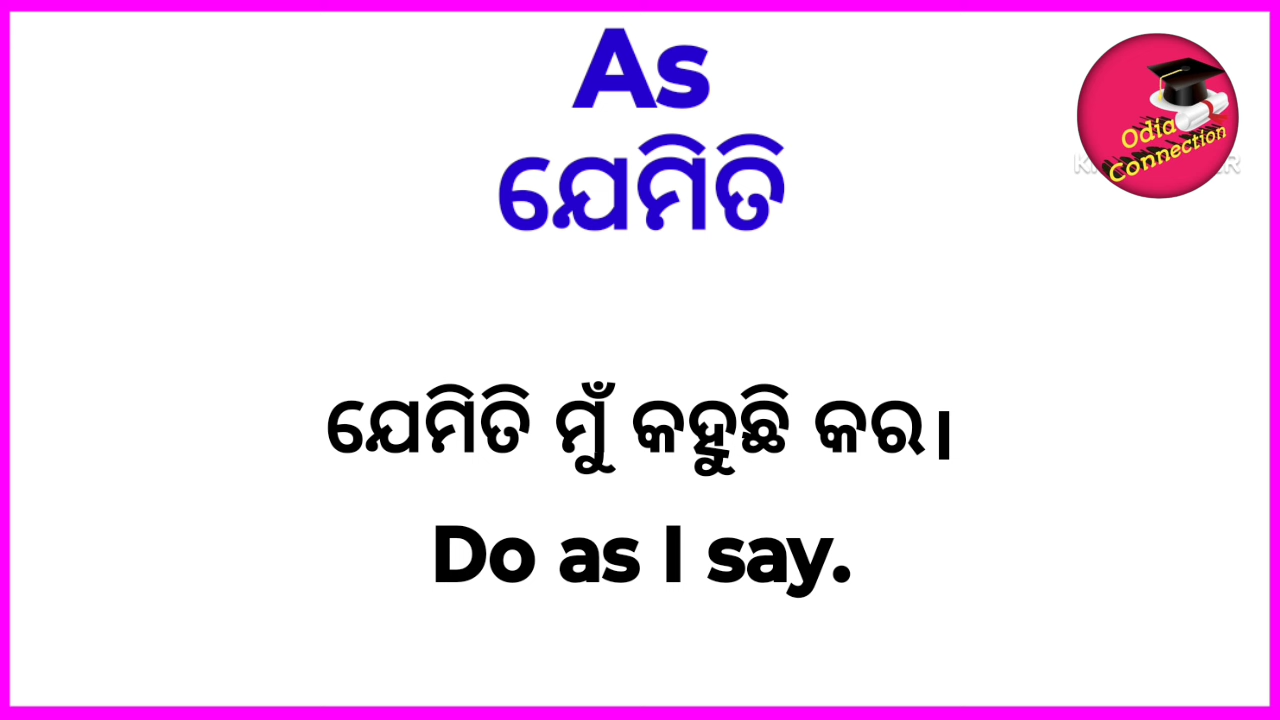 As
ଯେମିତି
Odia
Connection
ଯେମିତି ମୁଁ କହୁଛି କର।
Do as I say.